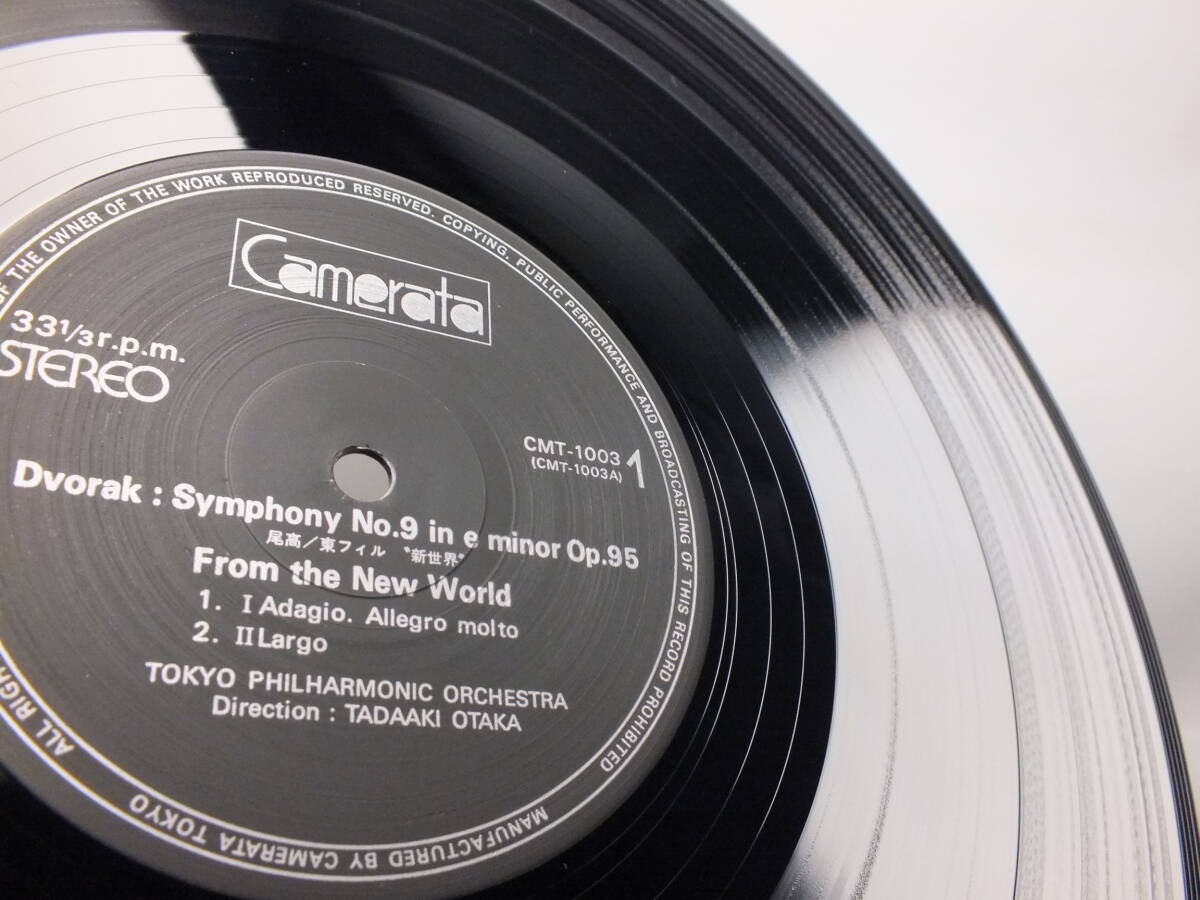 Camerata
33⅓r.p.m.
STEREO
CMT-1003
(CMT-1003A)
1
Dvorak : Symphony No.9 in e minor Op.95
尾高／東フィル “新世界”
From the New World
1. I Adagio. Allegro molto
2. II Largo
TOKYO PHILHARMONIC ORCHESTRA
Direction : TADAAKI OTAKA
ALL RIGH
OF THE OWNER OF THE WORK REPRODUCED RESERVED. COPYING, PUBLIC PERFORMANCE AND BROADCASTING OF THIS RECORD PROHIBITED
MANUFACTURED BY CAMERATA TOKYO